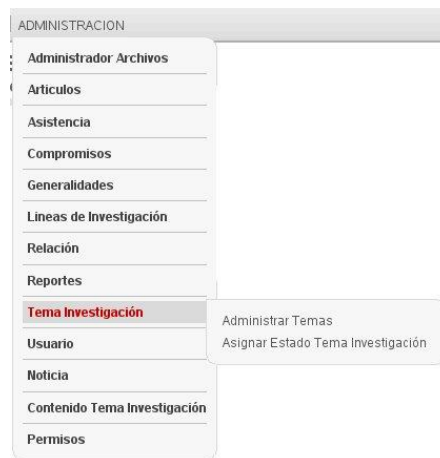 ADMINISTRACION
Administrador Archivos
Articulos
Asistencia
Compromisos
Generalidades
Lineas de Investigación
Relación
Reportes
Tema Investigación
Administrar Temas
Asignar Estado Tema Investigación
Usuario
Noticia
Contenido Tema Investigación
Permisos